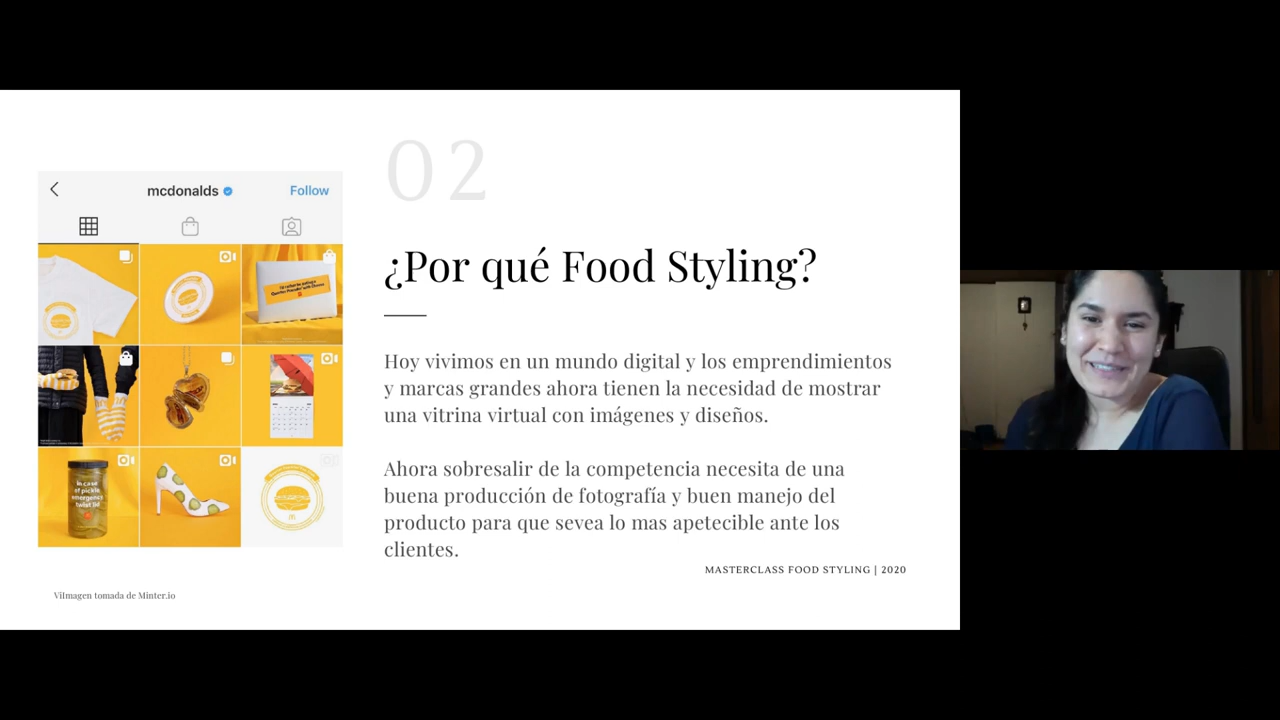 02
mcdonalds
Follow
¿Por qué Food Styling?
Hoy vivimos en un mundo digital y los emprendimientos
y marcas grandes ahora tienen la necesidad de mostrar
una vitrina virtual con imágenes y diseños.
Ahora sobresalir de la competencia necesita de una
buena producción de fotografía y buen manejo del
producto para que sevea lo mas apetecible ante los
clientes.
in case
of pickle
emergency
twist lid
MASTERCLASS FOOD STYLING | 2020
ViImagen tomada de Minter.io